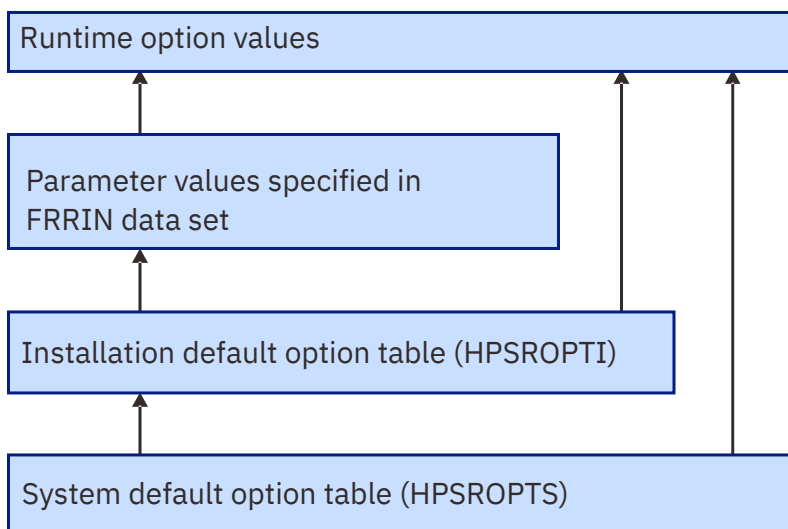 Runtime option values
Parameter values specified in
FRRIN data set
Installation default option table (HPSROPTI)
System default option table (HPSROPTS)